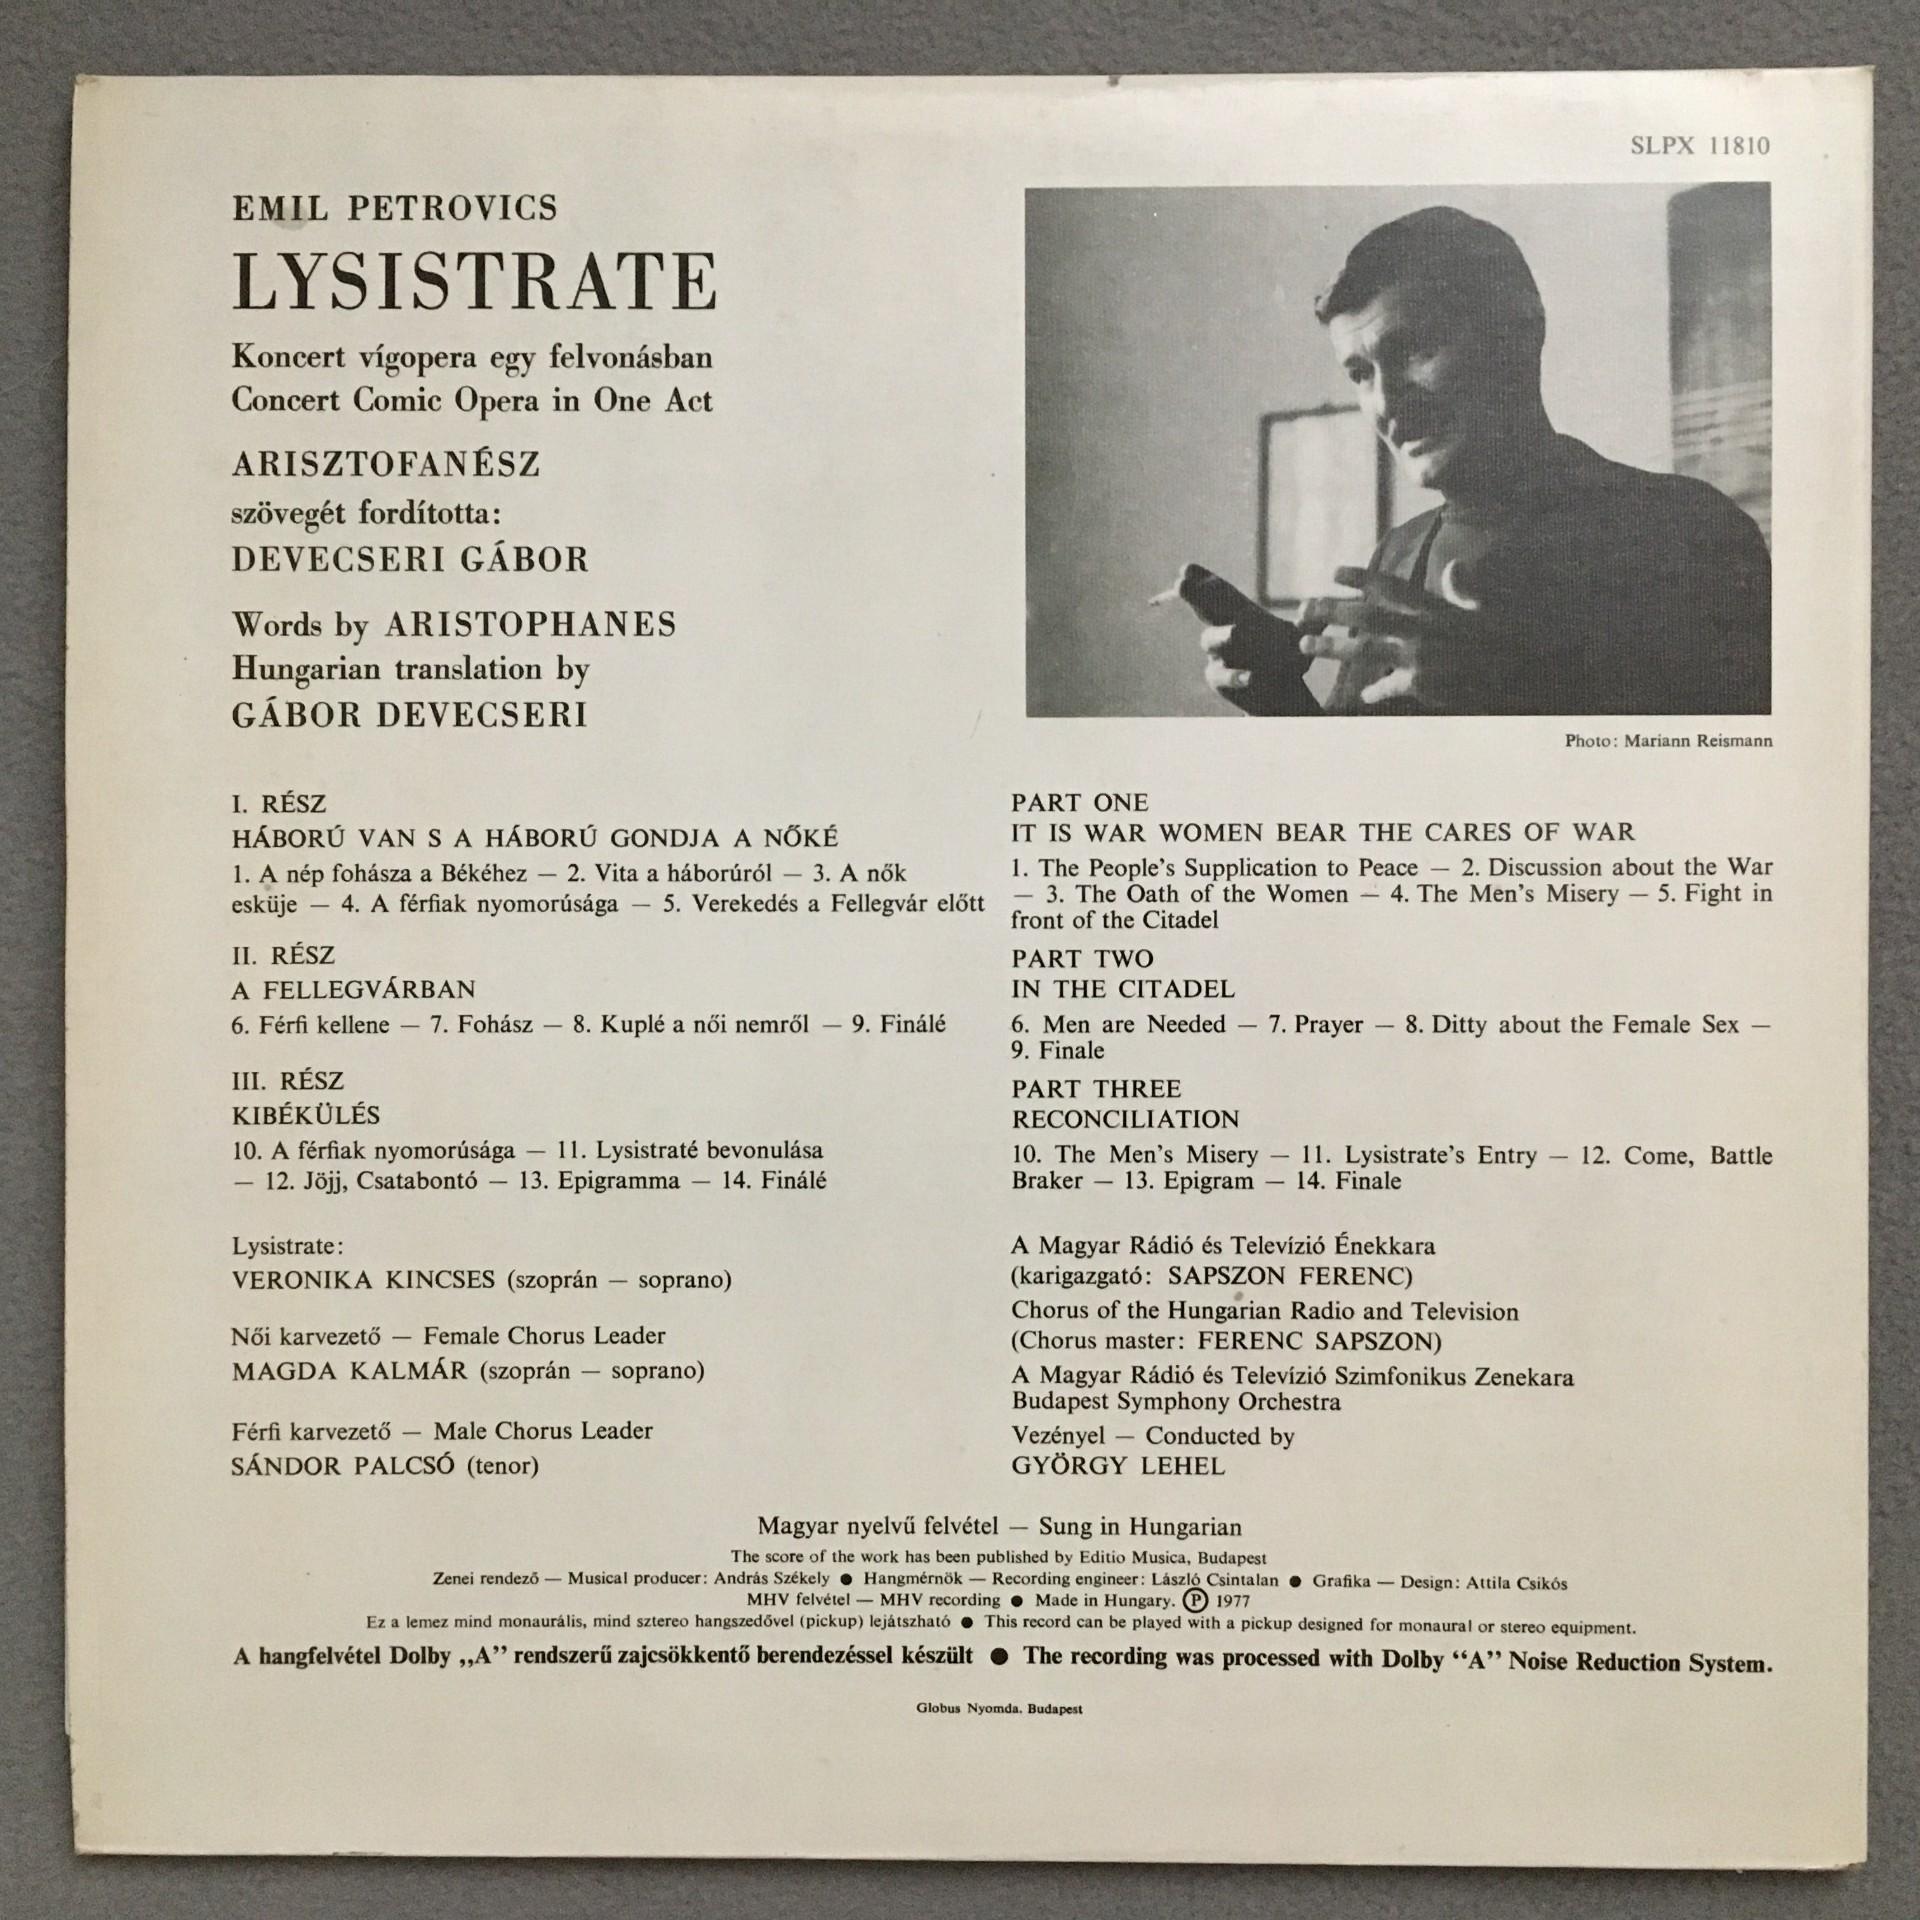 SLPX 11810
EMIL PETROVICS
LYSISTRATE
Koncert vígopera egy felvonásban
Concert Comic Opera in One Act
ARISZTOFANÉSZ
szövegét fordította:
DEVECSERI GÁBOR
Words by ARISTOPHANES
Hungarian translation by
GÁBOR DEVECSERI
Photo: Mariann Reismann
I. RÉSZ
HÁBORÚ VAN S A HÁBORÚ GONDJA A NŐKÉ
1. A nép fohásza a Békéhez — 2. Vita a háborúról — 3. A nők
esküje — 4. A férfiak nyomorúsága — 5. Verekedés a Fellegvár előtt
II. RÉSZ
A FELLEGVÁRBAN
6. Férfi kellene — 7. Fohász — 8. Kuplé a női nemről — 9. Finálé
III. RÉSZ
KIBÉKÜLÉS
10. A férfiak nyomorúsága — 11. Lysistraté bevonulása
— 12. Jöjj, Csatabontó — 13. Epigramma — 14. Finálé
PART ONE
IT IS WAR WOMEN BEAR THE CARES OF WAR
1. The People's Supplication to Peace — 2. Discussion about the War
— 3. The Oath of the Women — 4. The Men's Misery — 5. Fight in
front of the Citadel
PART TWO
IN THE CITADEL
6. Men are Needed — 7. Prayer — 8. Ditty about the Female Sex —
9. Finale
PART THREE
RECONCILIATION
10. The Men's Misery — 11. Lysistrate's Entry — 12. Come, Battle
Braker — 13. Epigram — 14. Finale
Lysistrate:
VERONIKA KINCSES (szoprán — soprano)
Női karvezető — Female Chorus Leader
MAGDA KALMÁR (szoprán — soprano)
Férfi karvezető — Male Chorus Leader
SÁNDOR PALCSÓ (tenor)
A Magyar Rádió és Televízió Énekkara
(karigazgató: SAPSZON FERENC)
Chorus of the Hungarian Radio and Television
(Chorus master: FERENC SAPSZON)
A Magyar Rádió és Televízió Szimfonikus Zenekara
Budapest Symphony Orchestra
Vezényel — Conducted by
GYÖRGY LEHEL
Magyar nyelvű felvétel — Sung in Hungarian
The score of the work has been published by Editio Musica, Budapest
Zenei rendező — Musical producer: András Székely ● Hangmérnök — Recording engineer: László Csintalan ● Grafika — Design: Attila Csikós
MHV felvétel — MHV recording ● Made in Hungary. Ⓟ 1977
Ez a lemez mind monaurális, mind sztereo hangszedővel (pickup) lejátszható ● This record can be played with a pickup designed for monaural or stereo equipment.
A hangfelvétel Dolby „A” rendszerű zajcsökkentő berendezéssel készült ● The recording was processed with Dolby “A” Noise Reduction System.
Globus Nyomda, Budapest